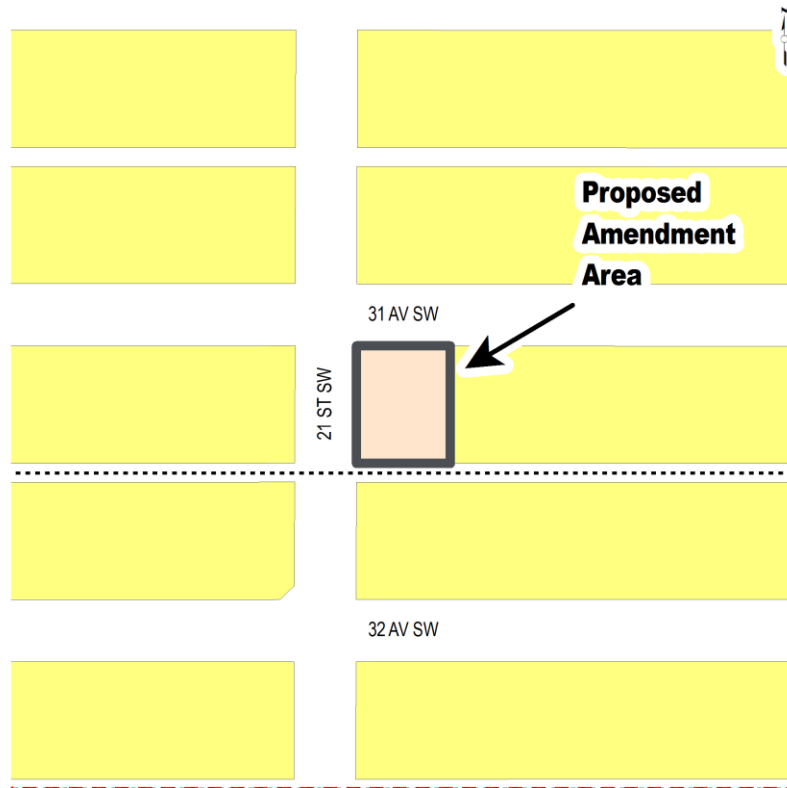 Proposed
Amendment
Area
31 AV SW
21 ST SW
32 AV SW